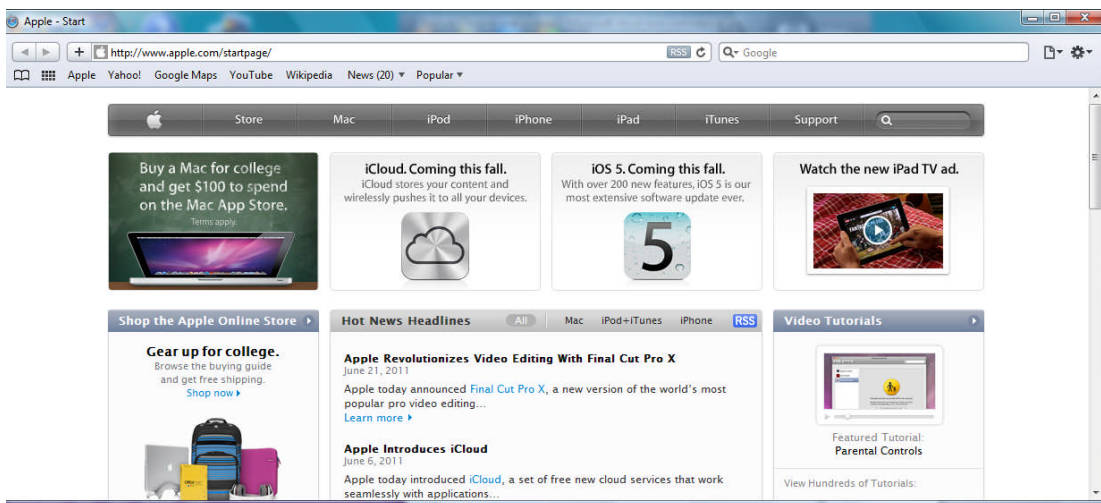 Apple - Start
http://www.apple.com/startpage/
RSS
Google
Apple Yahoo! Google Maps YouTube Wikipedia News (20) ▾ Popular ▾
Store Mac iPod iPhone iPad iTunes Support
Buy a Mac for college
and get $100 to spend
on the Mac App Store.
Terms apply.
iCloud. Coming this fall.
iCloud stores your content and
wirelessly pushes it to all your devices.
iOS 5. Coming this fall.
With over 200 new features, iOS 5 is our
most extensive software update ever.
5
Watch the new iPad TV ad.
Shop the Apple Online Store
Gear up for college.
Browse the buying guide
and get free shipping.
Shop now
Hot News Headlines All Mac iPod+iTunes iPhone RSS
Apple Revolutionizes Video Editing With Final Cut Pro X
June 21, 2011
Apple today announced Final Cut Pro X, a new version of the world's most
popular pro video editing...
Learn more
Apple Introduces iCloud
June 6, 2011
Apple today introduced iCloud, a set of free new cloud services that work
seamlessly with applications...
Video Tutorials
Featured Tutorial:
Parental Controls
View Hundreds of Tutorials: